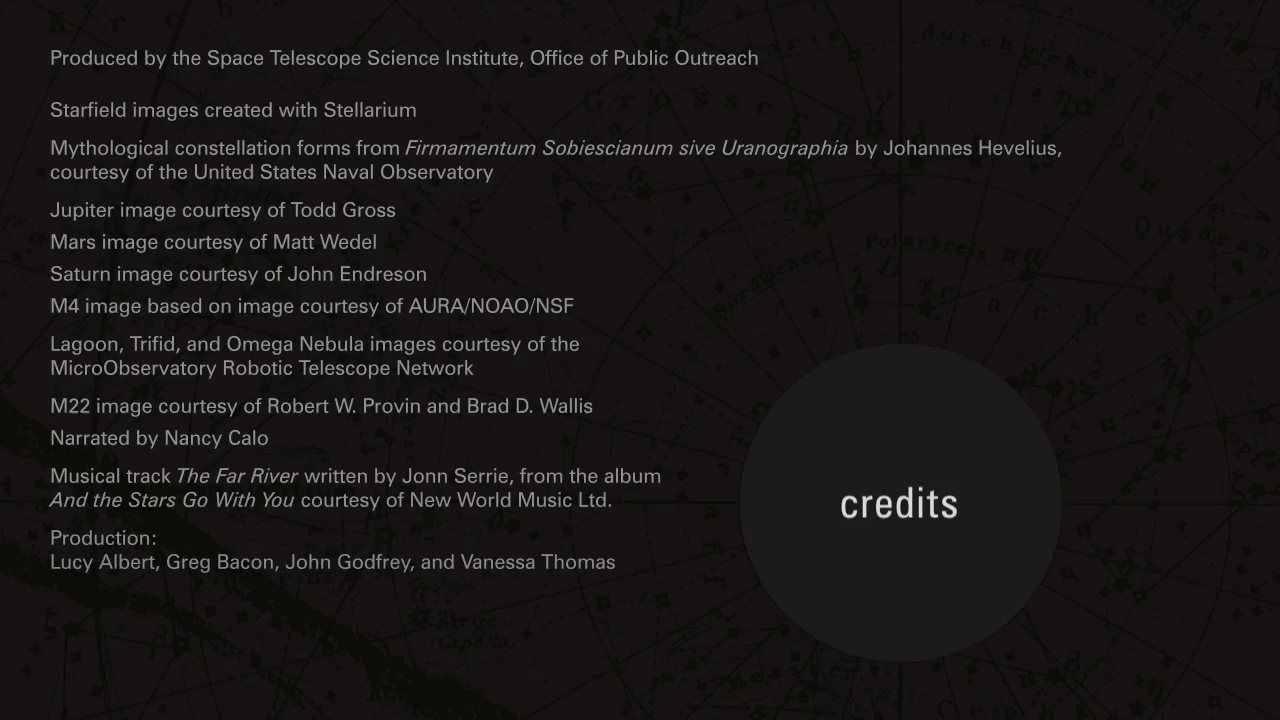 Produced by the Space Telescope Science Institute, Office of Public Outreach
Starfield images created with Stellarium
Mythological constellation forms from Firmamentum Sobiescianum sive Uranographia by Johannes Hevelius,
courtesy of the United States Naval Observatory
Jupiter image courtesy of Todd Gross
Mars image courtesy of Matt Wedel
Saturn image courtesy of John Endreson
M4 image based on image courtesy of AURA/NOAO/NSF
Lagoon, Trifid, and Omega Nebula images courtesy of the
MicroObservatory Robotic Telescope Network
M22 image courtesy of Robert W. Provin and Brad D. Wallis
Narrated by Nancy Calo
Musical track The Far River written by Jonn Serrie, from the album
And the Stars Go With You courtesy of New World Music Ltd.
Production:
Lucy Albert, Greg Bacon, John Godfrey, and Vanessa Thomas
credits
Grosse
Polarkreis
Ziege
Capella